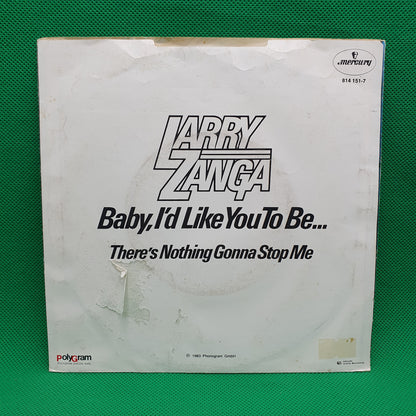 mercury
814 151-7
LARRY
ZANGA
Baby, I'd Like You To Be...
There's Nothing Gonna Stop Me
polyGram
℗ 1983 Phonogram GmbH